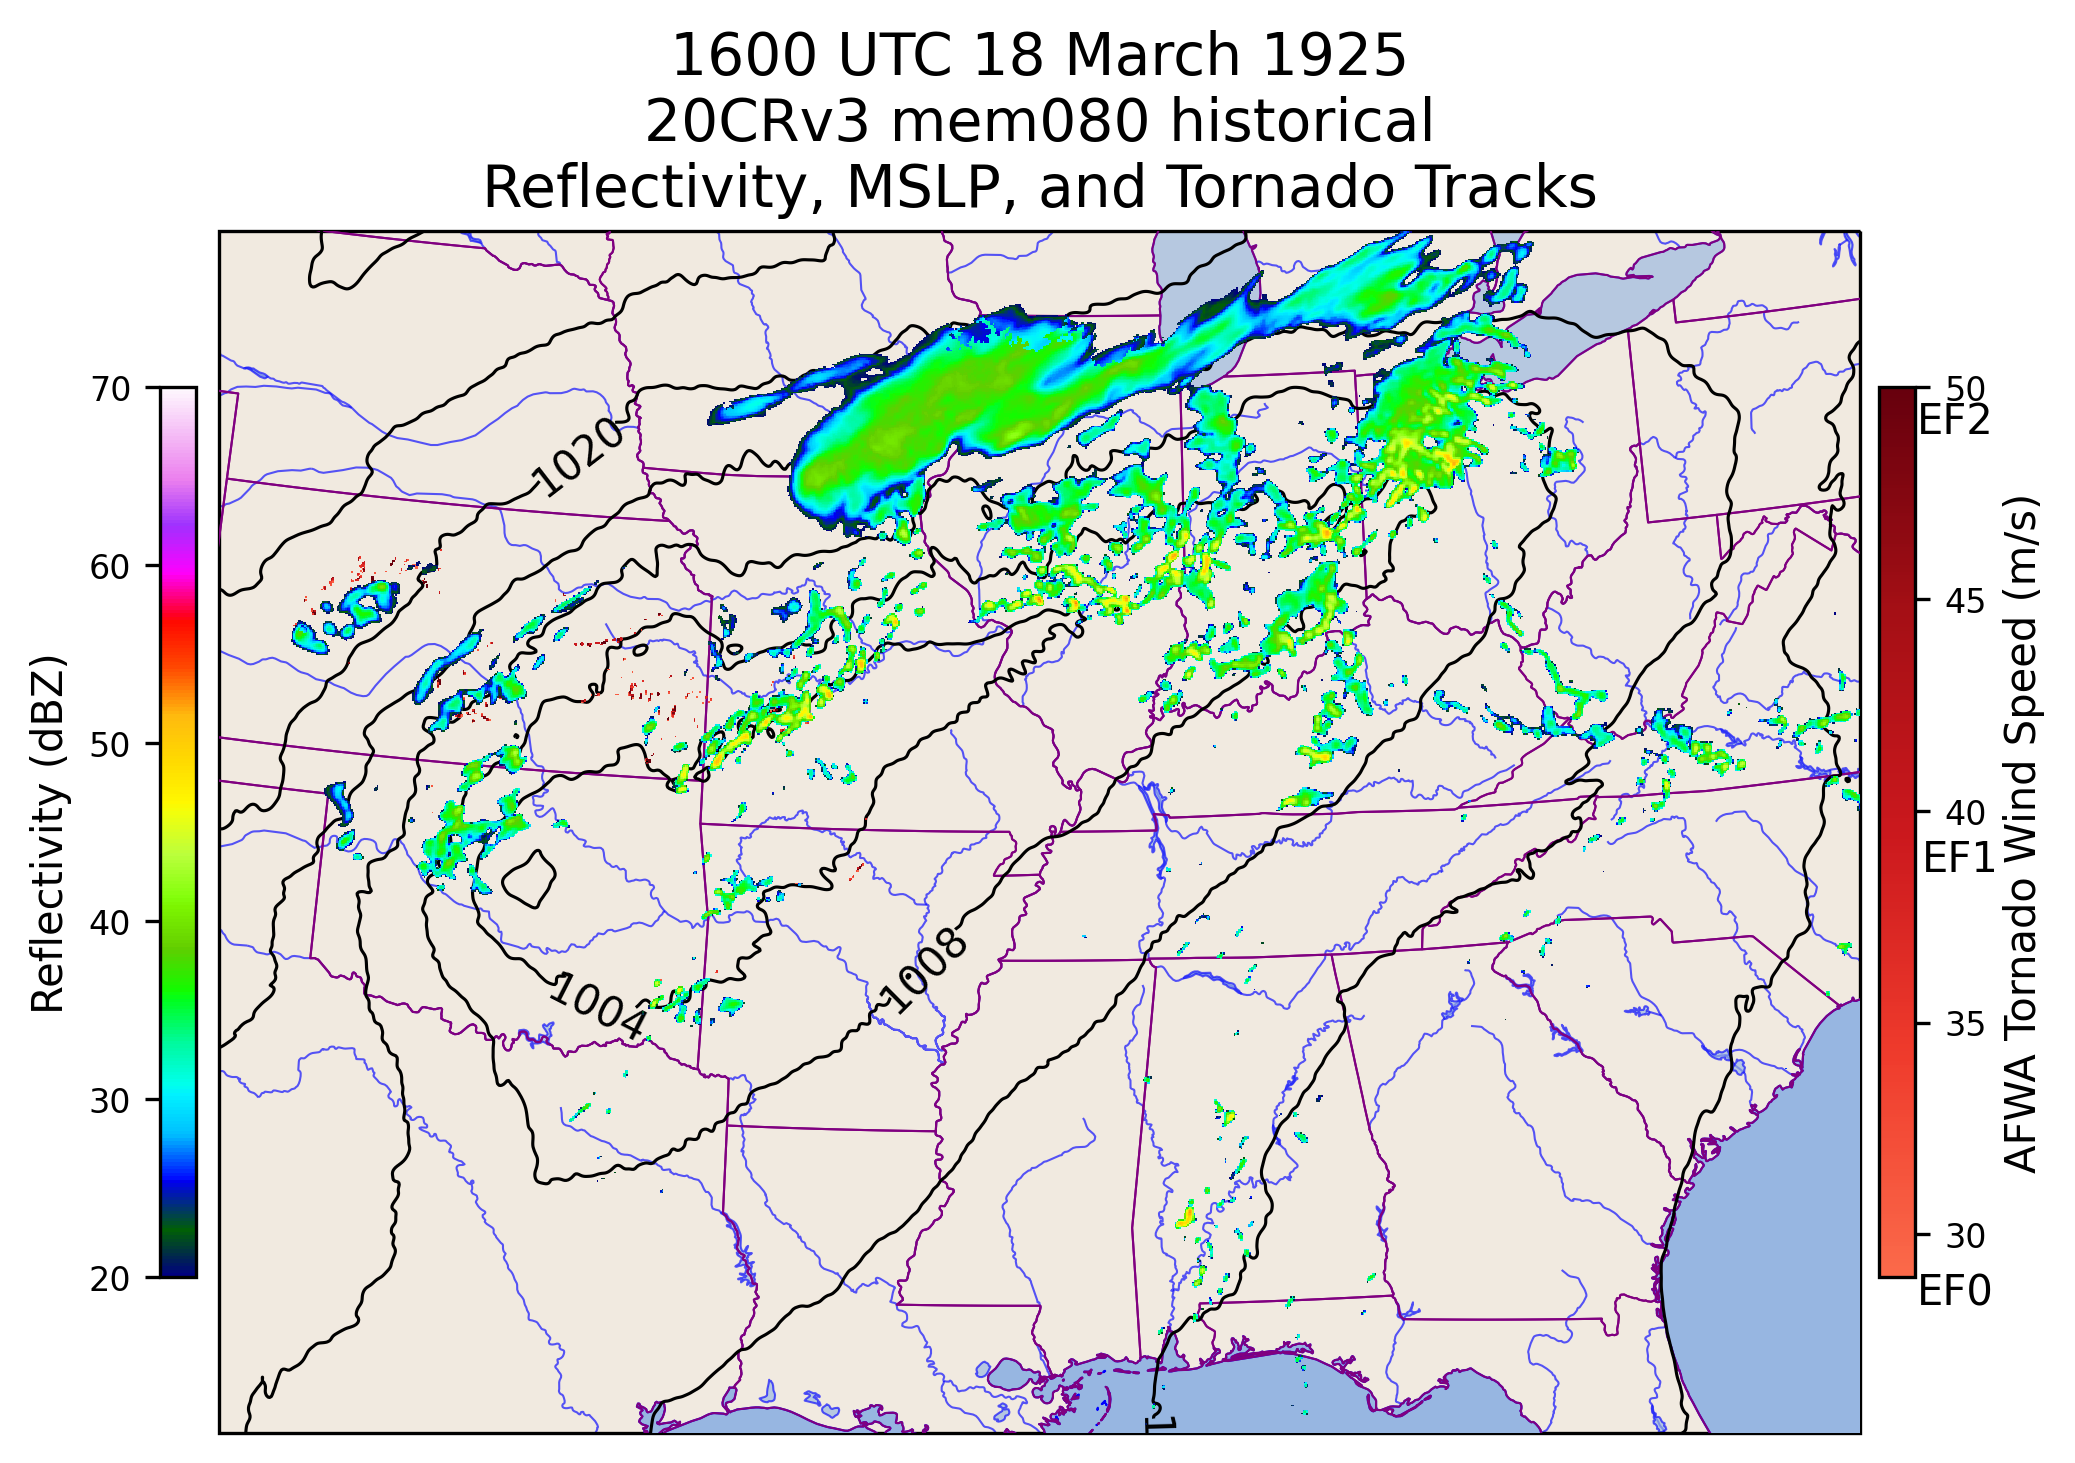 1600 UTC 18 March 1925
20CRv3 mem080 historical
Reflectivity, MSLP, and Tornado Tracks
70
60
50
40
30
20
Reflectivity (dBZ)
1020
1004
1008
1
50
EF2
45
40
EF1
35
30
EF0
AFWA Tornado Wind Speed (m/s)